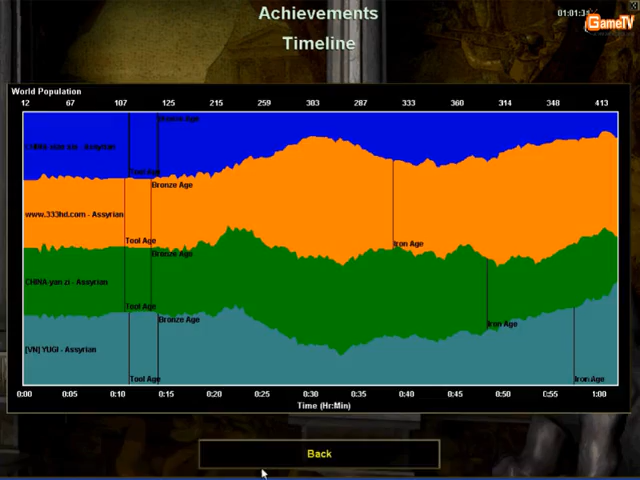 Achievements
Timeline
GameTV
World Population
12 67 107 125 215 259 303 287 333 360 314 348 413
Bronze Age
Assyrian
Tool Age
Bronze Age
www.333hd.com - Assyrian
Tool Age
Iron Age
Bronze Age
CHINA-yan zi - Assyrian
Tool Age
Bronze Age
Iron Age
[VN] YUGI - Assyrian
Tool Age
Iron Age
0:00 0:05 0:10 0:15 0:20 0:25 0:30 0:35 0:40 0:45 0:50 0:55 1:00
Time (Hr:Min)
Back